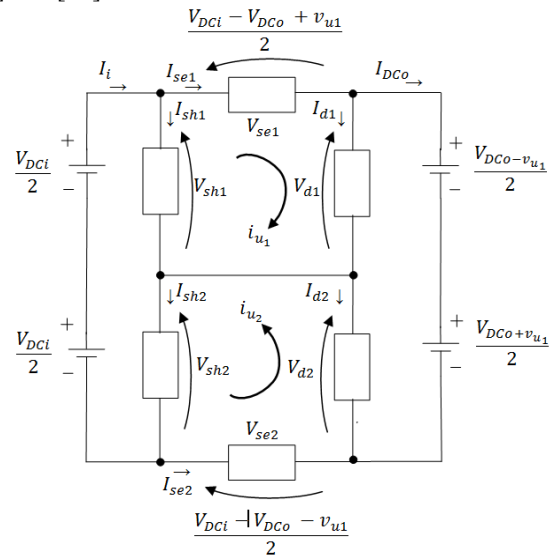 V_DCi − V_DCo + v_u1
2
I_i → I_se1 → I_DCo →
↓ I_sh1 I_d1 ↓
V_se1
+ +
V_DCi
2
V_DCo−v_u1
2
− −
V_sh1 V_d1
i_u1
↓ I_sh2 I_d2 ↓
i_u2
+ +
V_DCi
2
V_DCo+v_u1
2
− −
V_sh2 V_d2
V_se2
→
I_se2
V_DCi −|V_DCo − v_u1
2